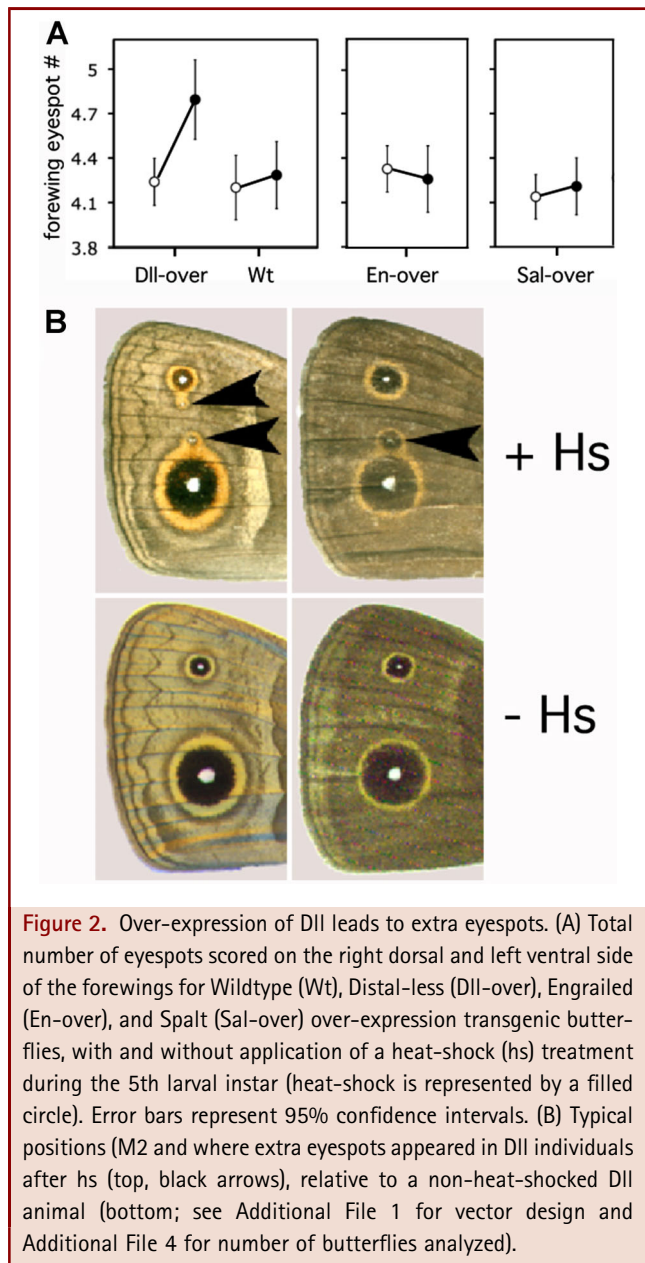 A
forewing eyespot #
5
4.7
4.4
4.1
3.8
Dll-over Wt En-over Sal-over
B
+ Hs
- Hs
Figure 2. Over-expression of Dll leads to extra eyespots. (A) Total
number of eyespots scored on the right dorsal and left ventral side
of the forewings for Wildtype (Wt), Distal-less (Dll-over), Engrailed
(En-over), and Spalt (Sal-over) over-expression transgenic butter-
flies, with and without application of a heat-shock (hs) treatment
during the 5th larval instar (heat-shock is represented by a filled
circle). Error bars represent 95% confidence intervals. (B) Typical
positions (M2 and where extra eyespots appeared in Dll individuals
after hs (top, black arrows), relative to a non-heat-shocked Dll
animal (bottom; see Additional File 1 for vector design and
Additional File 4 for number of butterflies analyzed).